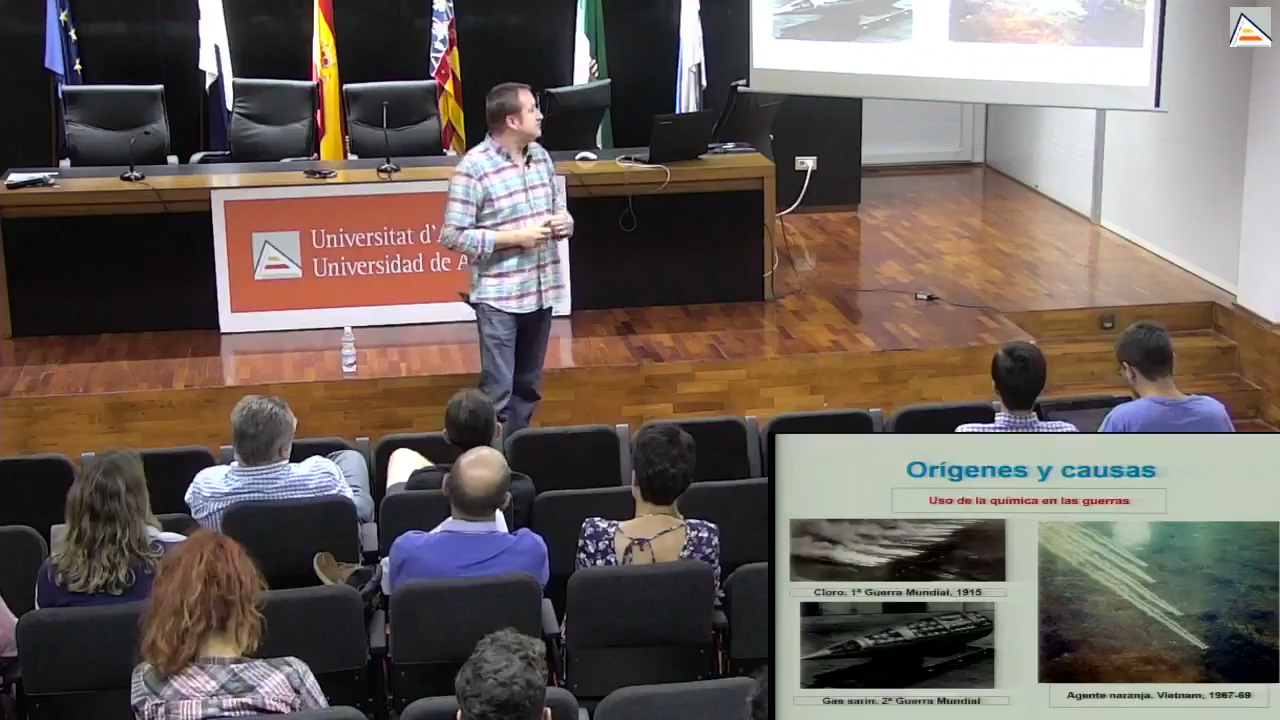 Universitat d'
Universidad de A
Orígenes y causas
Uso de la química en las guerras
Cloro. 1ª Guerra Mundial, 1915
Gas sarín. 2ª Guerra Mundial
Agente naranja. Vietnam, 1967-69